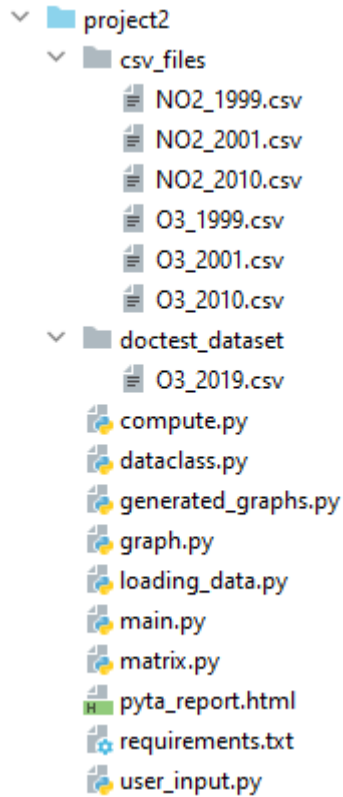 project2
csv_files
NO2_1999.csv
NO2_2001.csv
NO2_2010.csv
O3_1999.csv
O3_2001.csv
O3_2010.csv
doctest_dataset
O3_2019.csv
compute.py
dataclass.py
generated_graphs.py
graph.py
loading_data.py
main.py
matrix.py
H pyta_report.html
requirements.txt
user_input.py